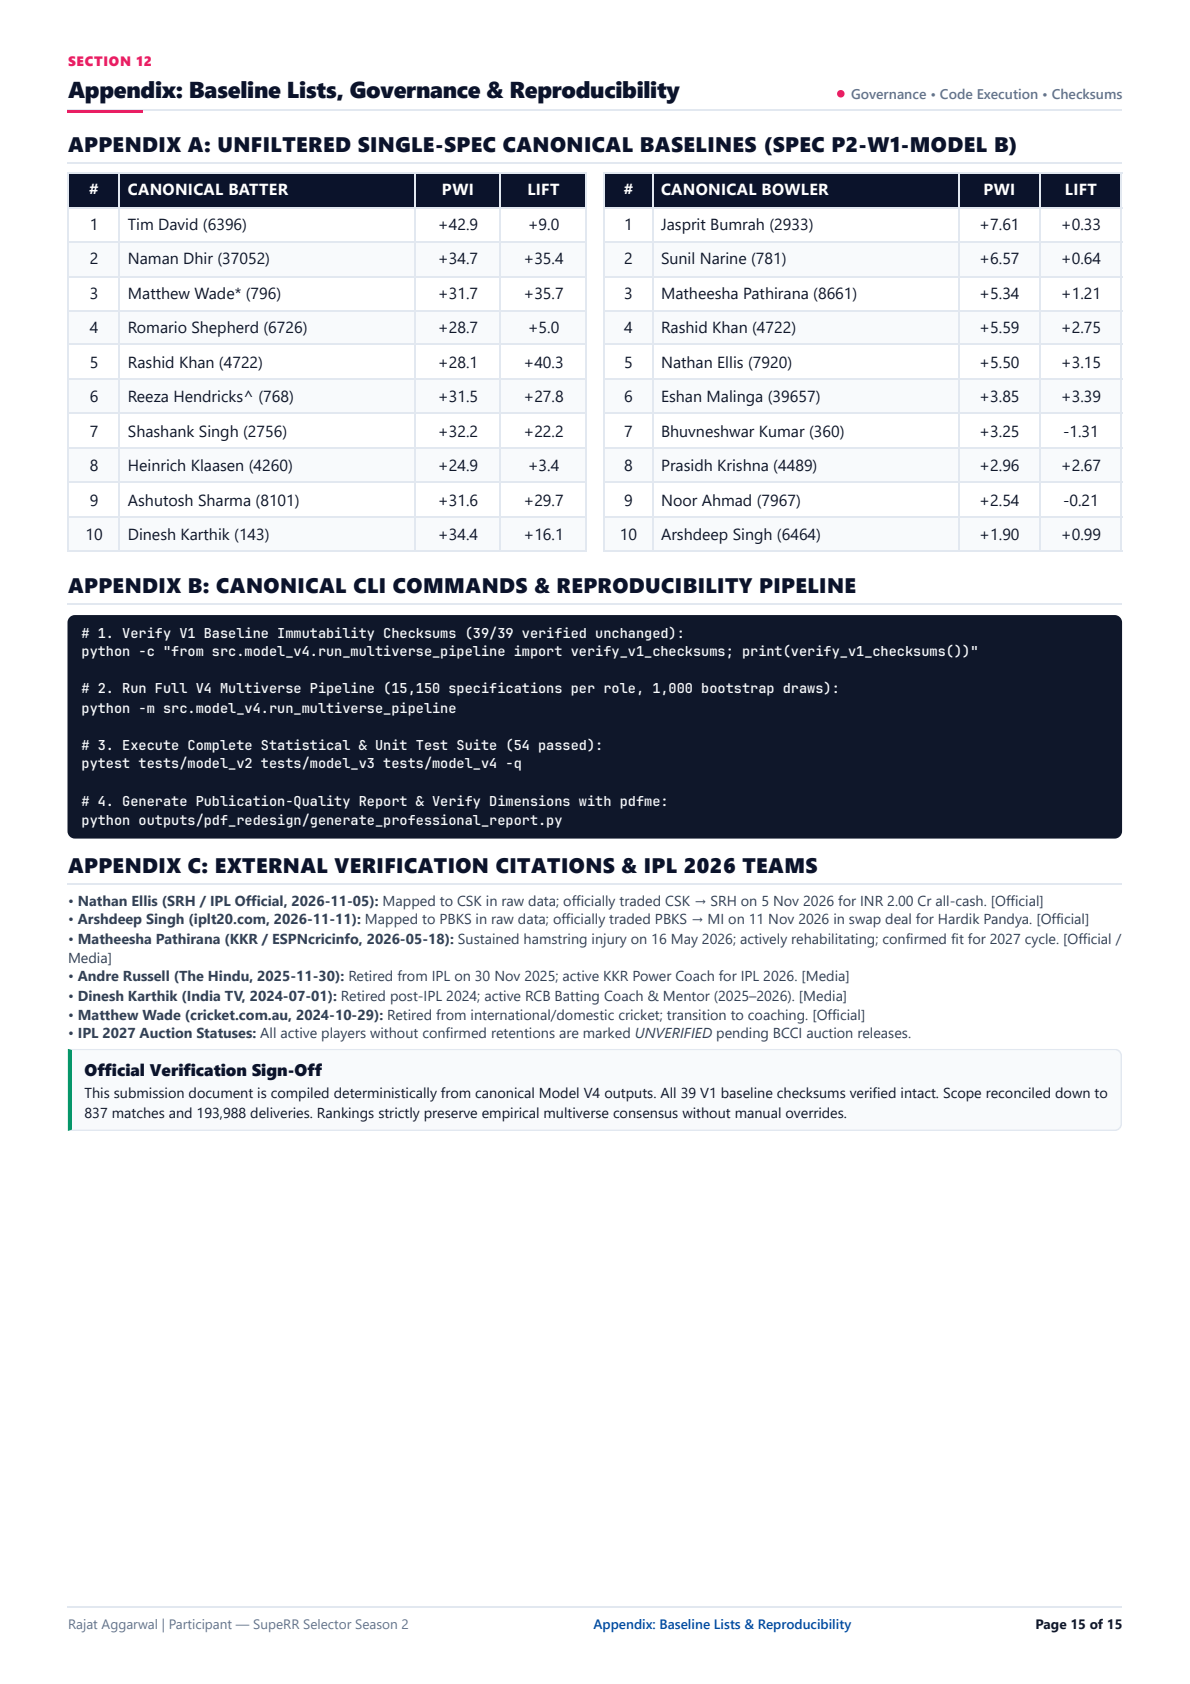 SECTION 12
Appendix: Baseline Lists, Governance & Reproducibility
● Governance • Code Execution • Checksums
APPENDIX A: UNFILTERED SINGLE-SPEC CANONICAL BASELINES (SPEC P2-W1-MODEL B)
# CANONICAL BATTER PWI LIFT
1 Tim David (6396) +42.9 +9.0
2 Naman Dhir (37052) +34.7 +35.4
3 Matthew Wade* (796) +31.7 +35.7
4 Romario Shepherd (6726) +28.7 +5.0
5 Rashid Khan (4722) +28.1 +40.3
6 Reeza Hendricks^ (768) +31.5 +27.8
7 Shashank Singh (2756) +32.2 +22.2
8 Heinrich Klaasen (4260) +24.9 +3.4
9 Ashutosh Sharma (8101) +31.6 +29.7
10 Dinesh Karthik (143) +34.4 +16.1
# CANONICAL BOWLER PWI LIFT
1 Jasprit Bumrah (2933) +7.61 +0.33
2 Sunil Narine (781) +6.57 +0.64
3 Matheesha Pathirana (8661) +5.34 +1.21
4 Rashid Khan (4722) +5.59 +2.75
5 Nathan Ellis (7920) +5.50 +3.15
6 Eshan Malinga (39657) +3.85 +3.39
7 Bhuvneshwar Kumar (360) +3.25 -1.31
8 Prasidh Krishna (4489) +2.96 +2.67
9 Noor Ahmad (7967) +2.54 -0.21
10 Arshdeep Singh (6464) +1.90 +0.99
APPENDIX B: CANONICAL CLI COMMANDS & REPRODUCIBILITY PIPELINE
# 1. Verify V1 Baseline Immutability Checksums (39/39 verified unchanged):
python -c "from src.model_v4.run_multiverse_pipeline import verify_v1_checksums; print(verify_v1_checksums())"
# 2. Run Full V4 Multiverse Pipeline (15,150 specifications per role, 1,000 bootstrap draws):
python -m src.model_v4.run_multiverse_pipeline
# 3. Execute Complete Statistical & Unit Test Suite (54 passed):
pytest tests/model_v2 tests/model_v3 tests/model_v4 -q
# 4. Generate Publication-Quality Report & Verify Dimensions with pdfme:
python outputs/pdf_redesign/generate_professional_report.py
APPENDIX C: EXTERNAL VERIFICATION CITATIONS & IPL 2026 TEAMS
• Nathan Ellis (SRH / IPL Official, 2026-11-05): Mapped to CSK in raw data; officially traded CSK → SRH on 5 Nov 2026 for INR 2.00 Cr all-cash. [Official]
• Arshdeep Singh (iplt20.com, 2026-11-11): Mapped to PBKS in raw data; officially traded PBKS → MI on 11 Nov 2026 in swap deal for Hardik Pandya. [Official]
• Matheesha Pathirana (KKR / ESPNcricinfo, 2026-05-18): Sustained hamstring injury on 16 May 2026; actively rehabilitating; confirmed fit for 2027 cycle. [Official /
Media]
• Andre Russell (The Hindu, 2025-11-30): Retired from IPL on 30 Nov 2025; active KKR Power Coach for IPL 2026. [Media]
• Dinesh Karthik (India TV, 2024-07-01): Retired post-IPL 2024; active RCB Batting Coach & Mentor (2025–2026). [Media]
• Matthew Wade (cricket.com.au, 2024-10-29): Retired from international/domestic cricket; transition to coaching. [Official]
• IPL 2027 Auction Statuses: All active players without confirmed retentions are marked UNVERIFIED pending BCCI auction releases.
Official Verification Sign-Off
This submission document is compiled deterministically from canonical Model V4 outputs. All 39 V1 baseline checksums verified intact. Scope reconciled down to
837 matches and 193,988 deliveries. Rankings strictly preserve empirical multiverse consensus without manual overrides.
Rajat Aggarwal | Participant — SupeRR Selector Season 2
Appendix: Baseline Lists & Reproducibility
Page 15 of 15